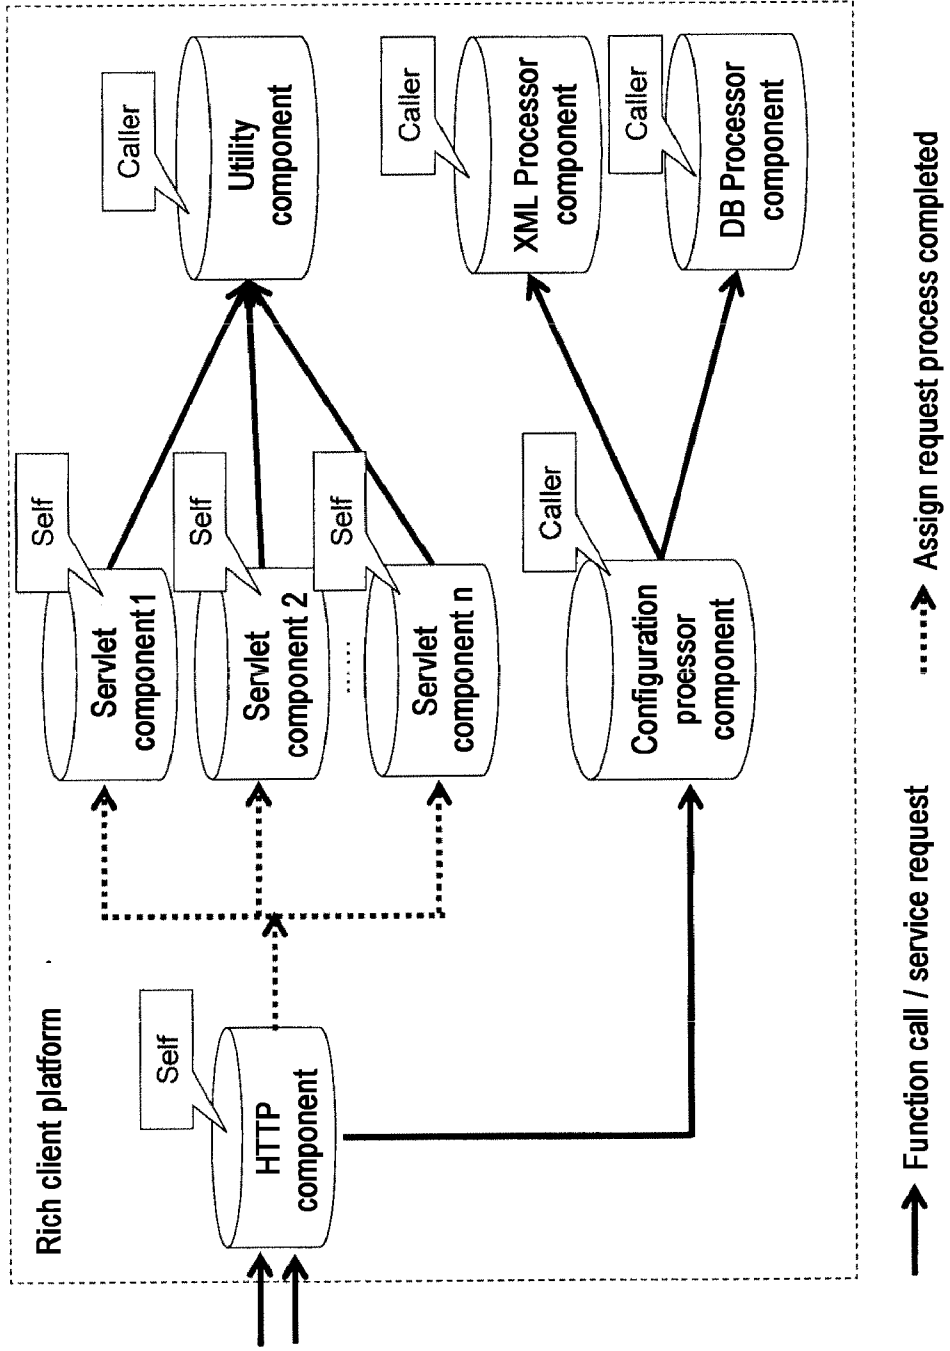 Rich client platform
Self
HTTP
component
Self
Servlet
component 1
Self
Servlet
component 2
......
Self
Servlet
component n
Caller
Utility
component
Caller
Configuration
proessor
component
Caller
XML Processor
component
Caller
DB Processor
component
Function call / service request
Assign request process completed